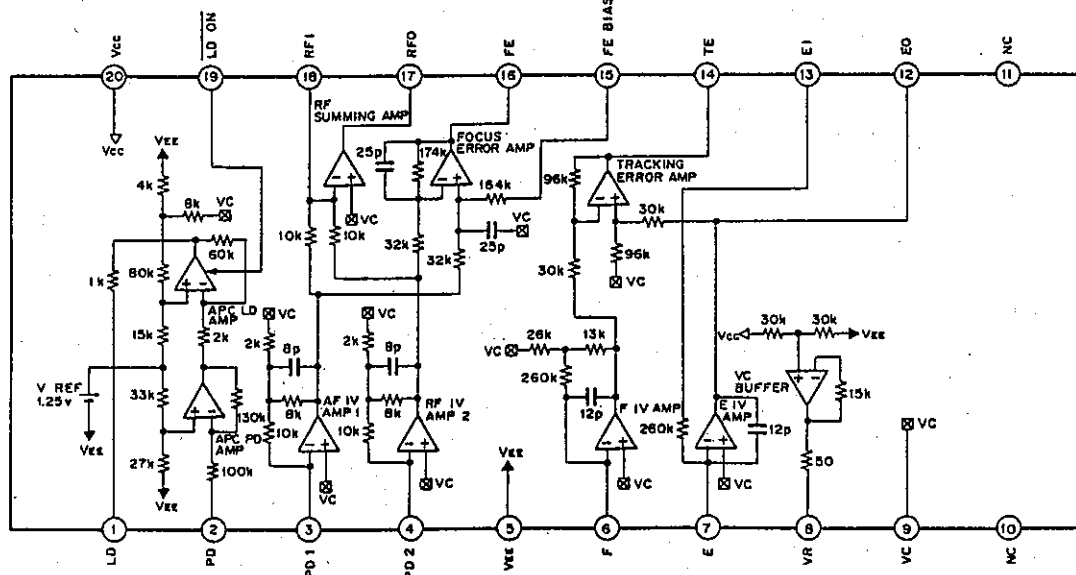 Vcc
LD ON
RF1
RFO
FE
FE BIAS
TE
EI
EO
NC
20
19
18
17
16
15
14
13
12
11
Vcc
VEE
4k
8k
VC
60k
1k
80k
APC LD
AMP
15k
2k
V REF
1.25v
33k
130k
APC PD
AMP
VEE
27k
100k
VEE
RF
SUMMING AMP
25p
174k
FOCUS
ERROR AMP
VC
164k
VC
25p
10k
10k
32k
32k
VC
VC
2k
8p
2k
8p
8k
AF IV
AMP 1
8k
RF IV
AMP 2
10k
10k
VC
VC
VEE
96k
TRACKING
ERROR AMP
30k
96k
VC
30k
26k
13k
VC
260k
12p
F IV AMP
VC
260k
E IV
AMP
12p
VC
30k
30k
Vcc
VEE
VC
BUFFER
15k
50
VC
1
2
3
4
5
6
7
8
9
10
LD
PD
PD 1
PD 2
VEE
F
E
VR
VC
NC